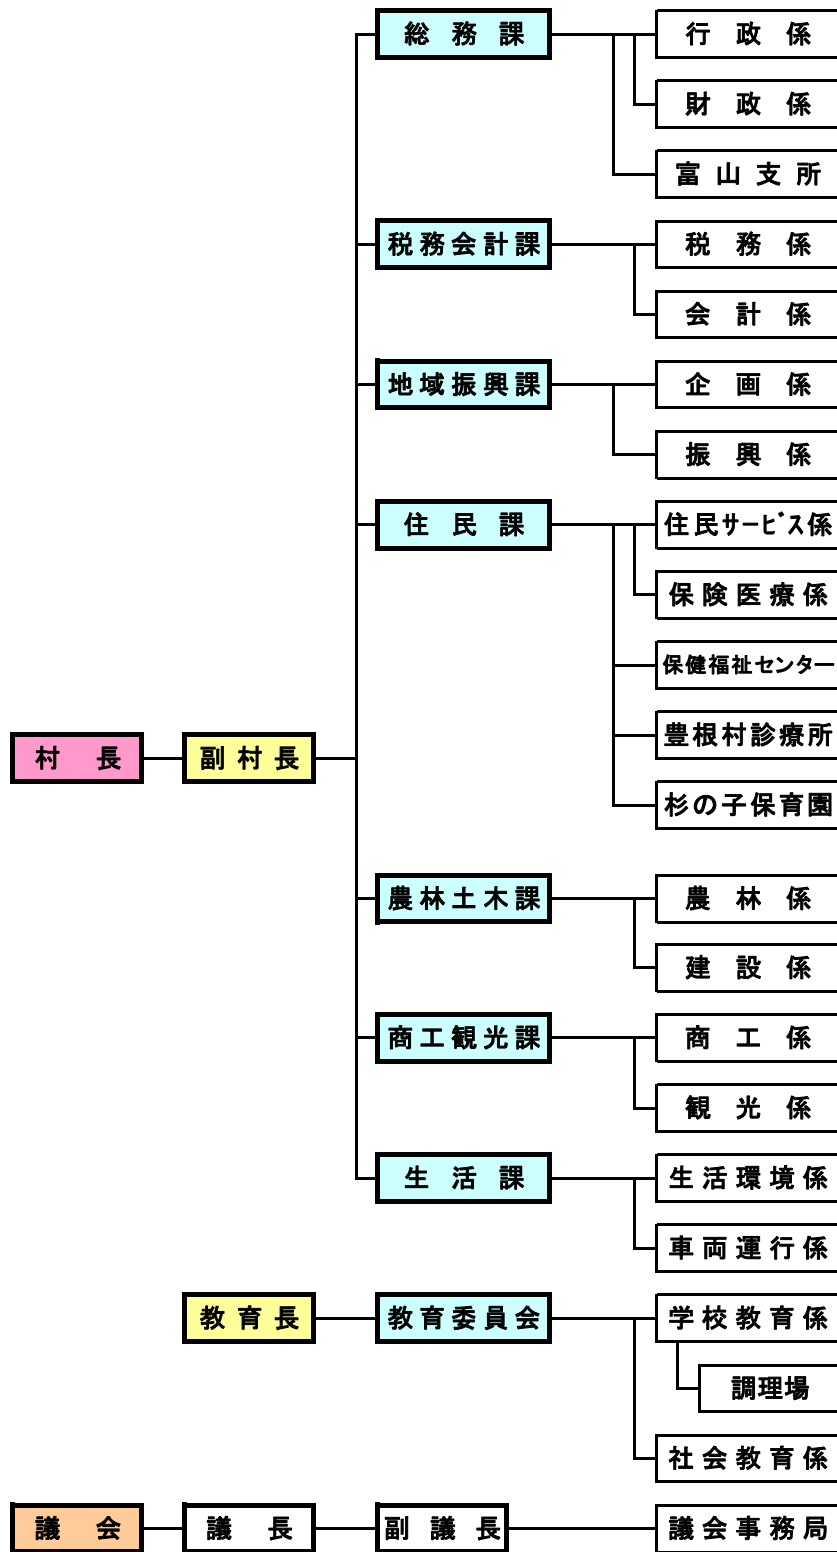 総務課
行政係
財政係
富山支所
税務会計課
税務係
会計係
地域振興課
企画係
振興係
住民課
住民サービス係
保険医療係
保健福祉センター
豊根村診療所
杉の子保育園
村長
副村長
農林土木課
農林係
建設係
商工観光課
商工係
観光係
生活課
生活環境係
車両運行係
教育長
教育委員会
学校教育係
調理場
社会教育係
議会
議長
副議長
議会事務局